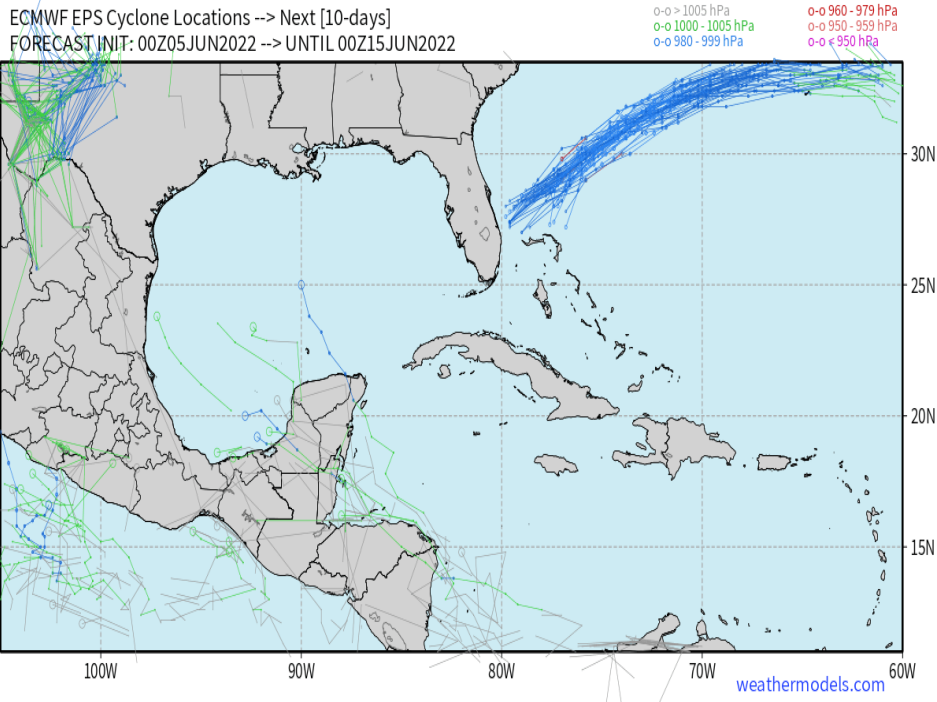 ECMWF EPS Cyclone Locations --> Next [10-days]
FORECAST INIT: 00Z05JUN2022 --> UNTIL 00Z15JUN2022
o-o > 1005 hPa
o-o 1000 - 1005 hPa
o-o 980 - 999 hPa
o-o 960 - 979 hPa
o-o 950 - 959 hPa
o-o < 950 hPa
30N
25N
20N
15N
100W
90W
80W
70W
60W
weathermodels.com